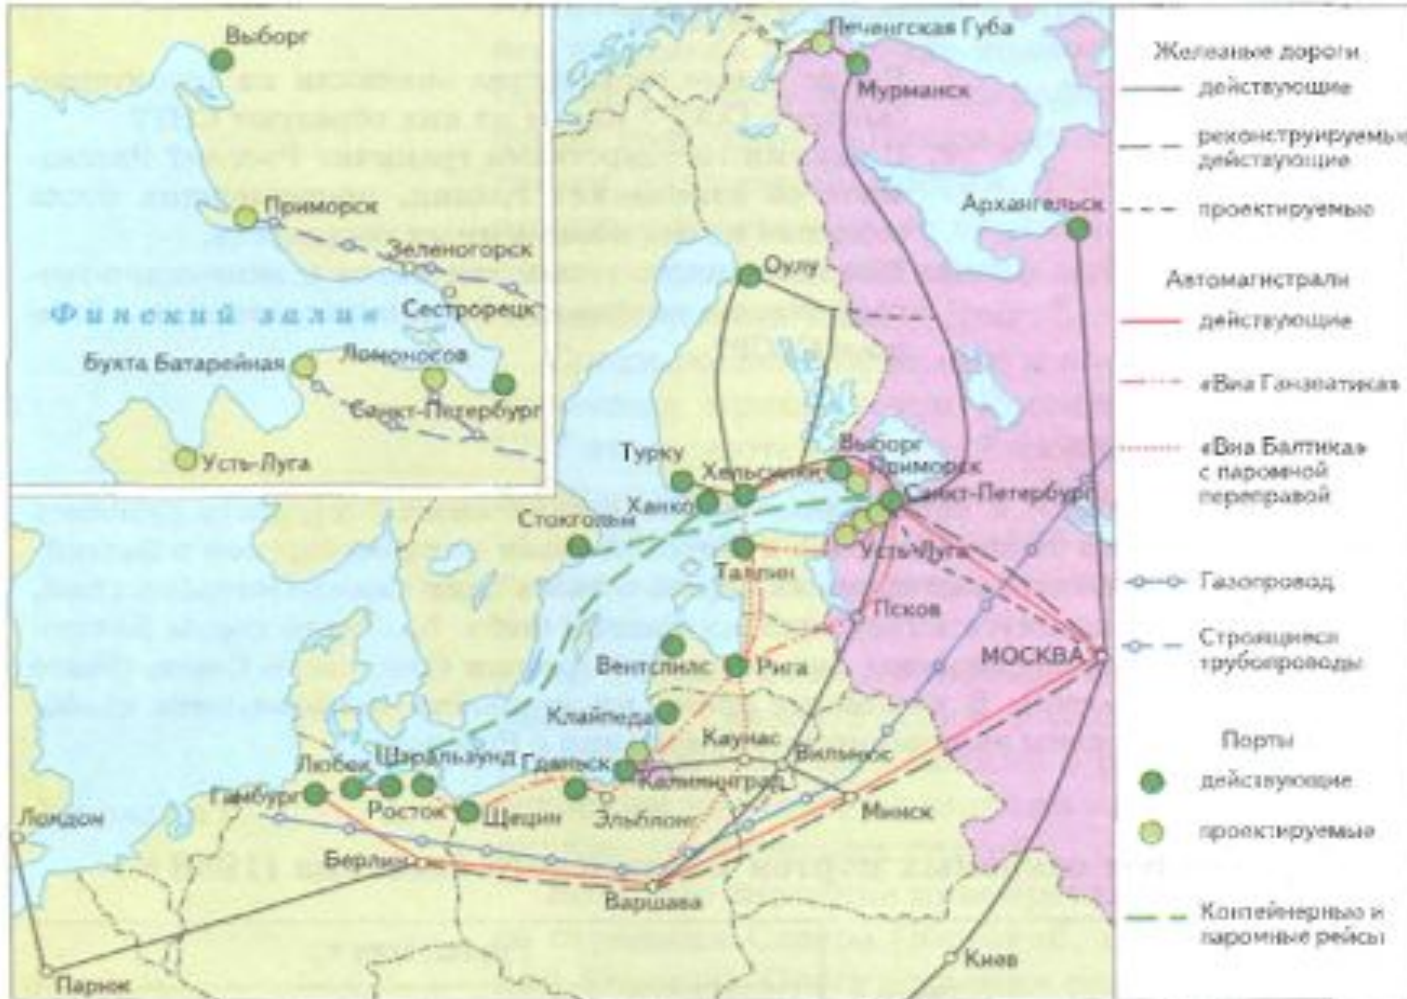 Выборг
Приморск
Зеленогорск
Сестрорецк
Финский залив
бухта Батарейная
Ломоносов
Санкт-Петербург
Усть-Луга
Печенгская Губа
Мурманск
Архангельск
Оулу
Турку
Хельсинки
Ханко
Выборг
Приморск
Санкт-Петербург
Стокгольм
Таллин
Усть-Луга
Псков
Вентспилс
Рига
МОСКВА
Клайпеда
Каунас
Вильнюс
Калининград
Гданьск
Любек
Штральзунд
Гамбург
Росток
Щецин
Эльблонг
Минск
Лондон
Берлин
Варшава
Париж
Киев
Железные дороги
действующие
реконструируемые
действующие
проектируемые
Автомагистрали
действующие
«Виа Ганзеатика»
«Виа Балтика»
с паромной
переправой
Газопровод
Строящиеся
трубопроводы
Порты
действующие
проектируемые
Контейнерные и
паромные рейсы